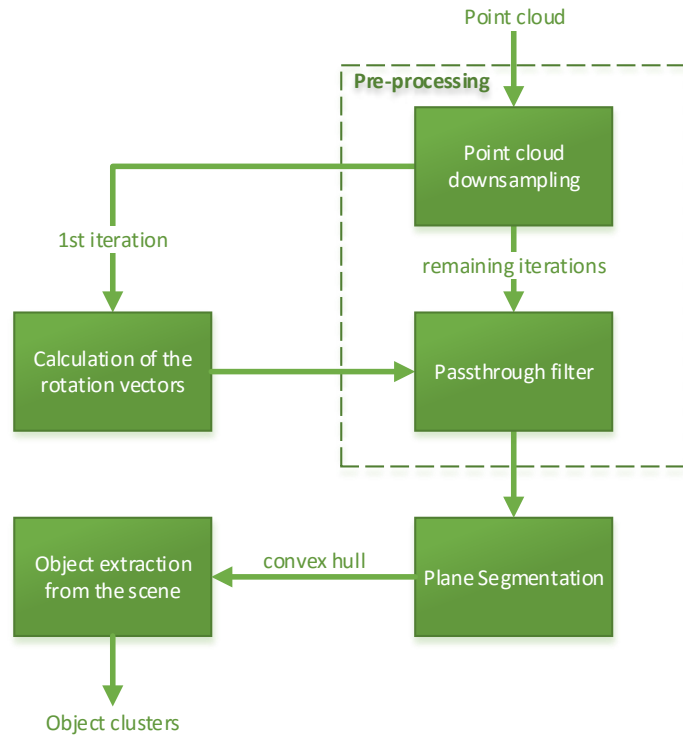 Point cloud
Pre-processing
Point cloud
downsampling
1st iteration
remaining iterations
Calculation of the
rotation vectors
Passthrough filter
Object extraction
from the scene
convex hull
Plane Segmentation
Object clusters